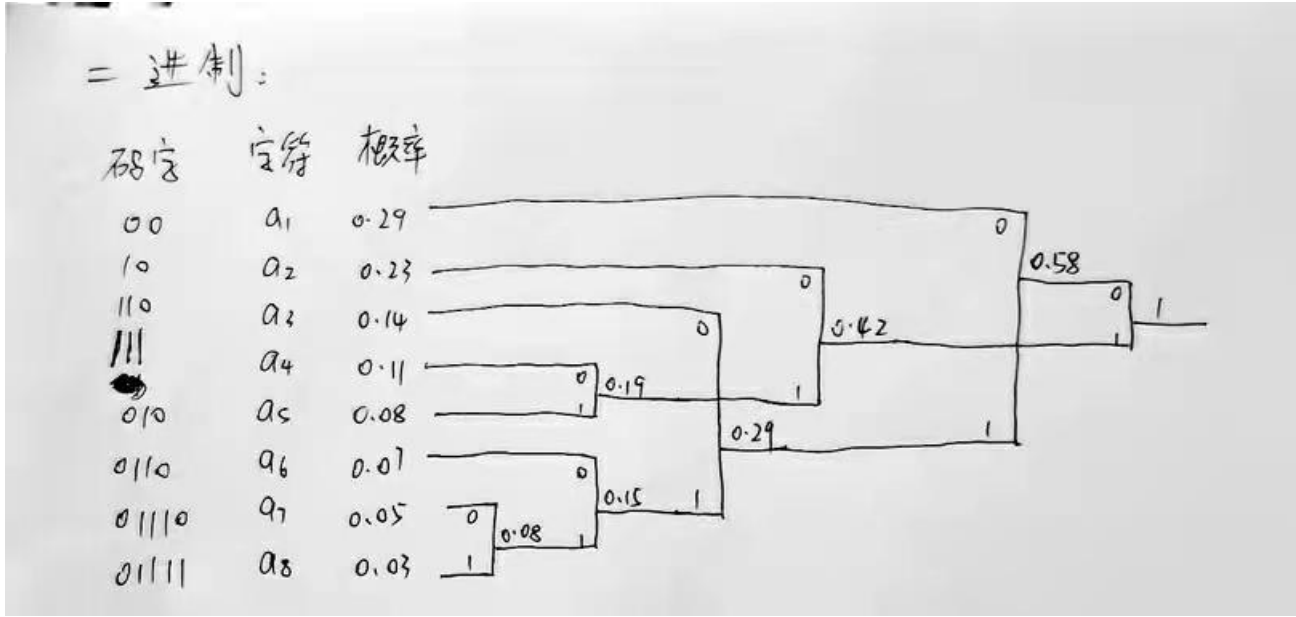 二进制:
码字 字符 概率
00 a1 0.29 0
10 a2 0.23 0 0.58 0
110 a3 0.14 0 0.42 1
111 a4 0.11 0 0.19 1 1
010 a5 0.08 1 0.29 1
0110 a6 0.07 0
01110 a7 0.05 0 0.08 0.15 1
01111 a8 0.03 1 1